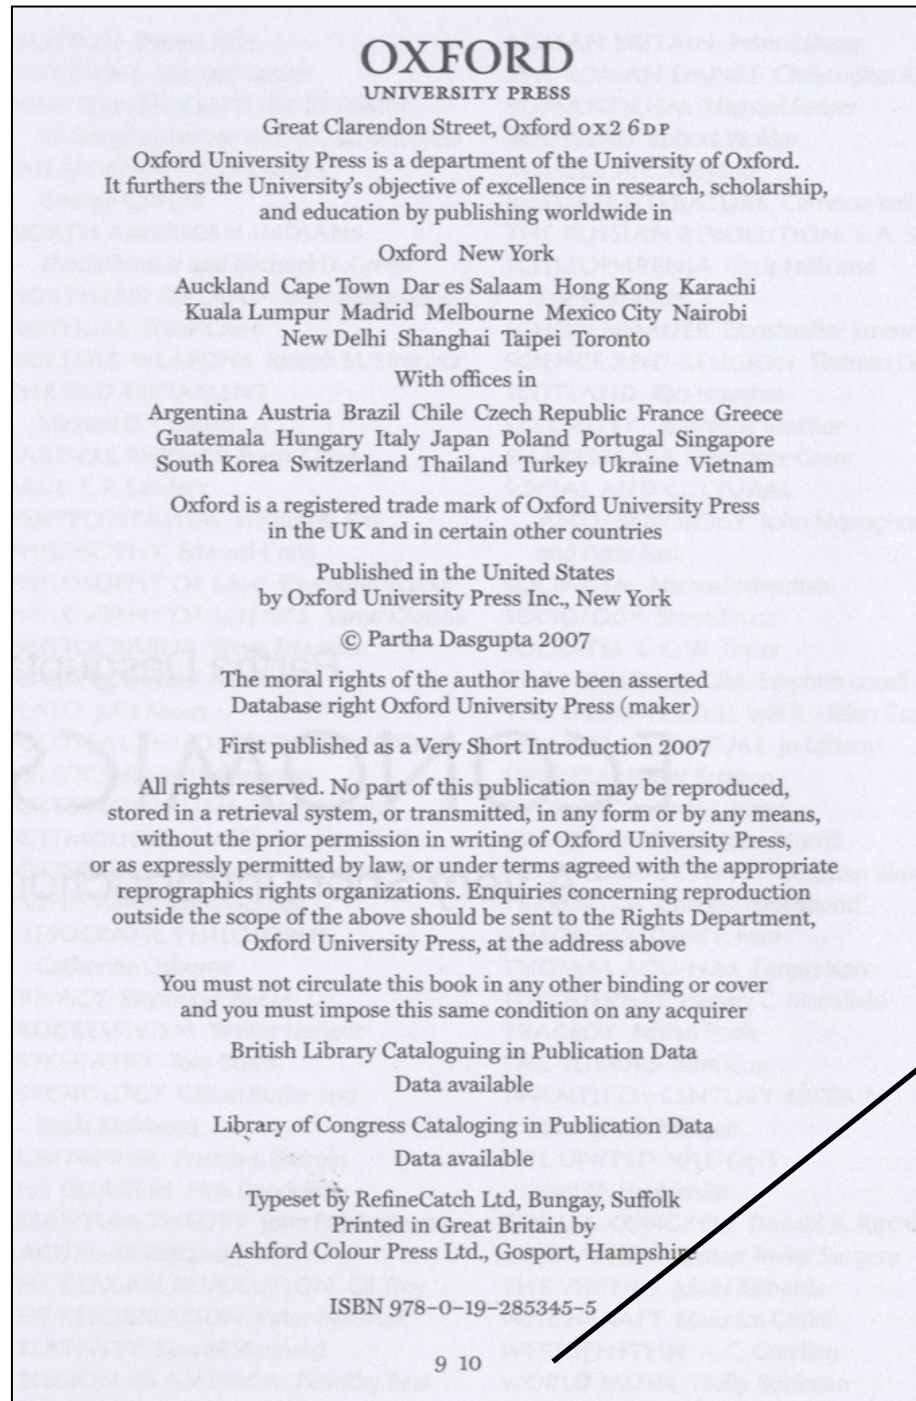 OXFORD
UNIVERSITY PRESS
Great Clarendon Street, Oxford OX2 6DP
Oxford University Press is a department of the University of Oxford.
It furthers the University's objective of excellence in research, scholarship,
and education by publishing worldwide in
Oxford New York
Auckland Cape Town Dar es Salaam Hong Kong Karachi
Kuala Lumpur Madrid Melbourne Mexico City Nairobi
New Delhi Shanghai Taipei Toronto
With offices in
Argentina Austria Brazil Chile Czech Republic France Greece
Guatemala Hungary Italy Japan Poland Portugal Singapore
South Korea Switzerland Thailand Turkey Ukraine Vietnam
Oxford is a registered trade mark of Oxford University Press
in the UK and in certain other countries
Published in the United States
by Oxford University Press Inc., New York
© Partha Dasgupta 2007
The moral rights of the author have been asserted
Database right Oxford University Press (maker)
First published as a Very Short Introduction 2007
All rights reserved. No part of this publication may be reproduced,
stored in a retrieval system, or transmitted, in any form or by any means,
without the prior permission in writing of Oxford University Press,
or as expressly permitted by law, or under terms agreed with the appropriate
reprographics rights organization. Enquiries concerning reproduction
outside the scope of the above should be sent to the Rights Department,
Oxford University Press, at the address above
You must not circulate this book in any other binding or cover
and you must impose this same condition on any acquirer
British Library Cataloguing in Publication Data
Data available
Library of Congress Cataloging in Publication Data
Data available
Typeset by RefineCatch Ltd, Bungay, Suffolk
Printed in Great Britain by
Ashford Colour Press Ltd., Gosport, Hampshire
ISBN 978–0–19–285345–5
9 10